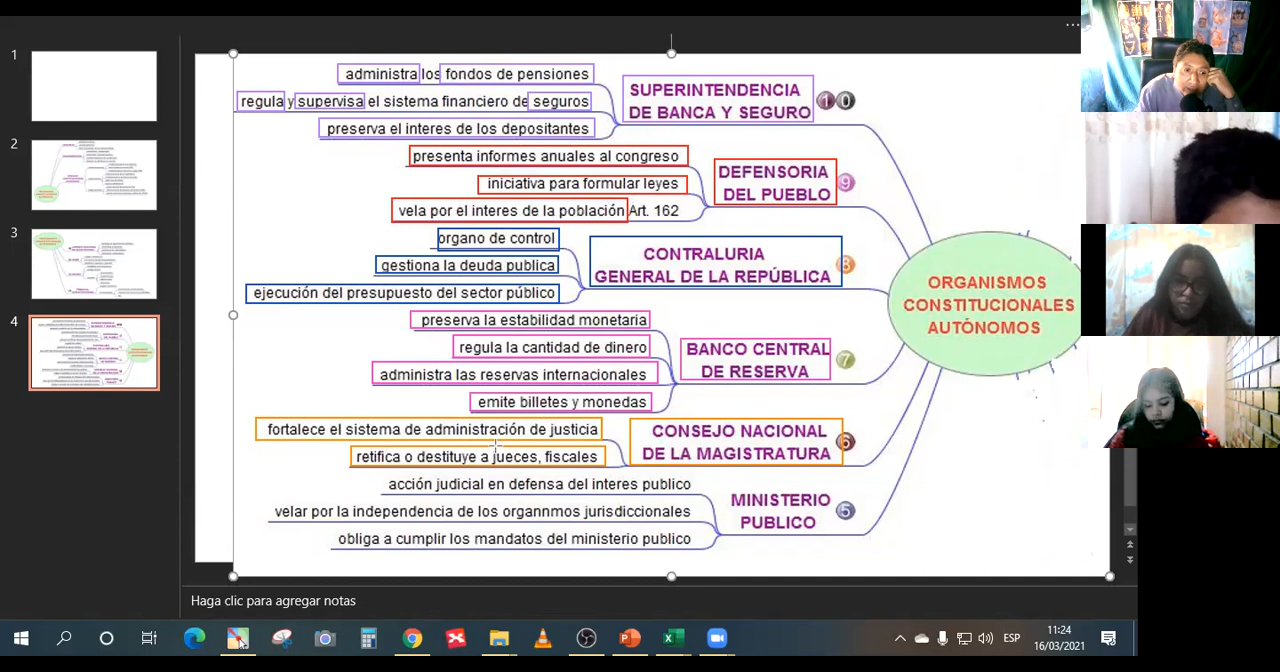 1
2
3
4
administra los fondos de pensiones
regula y supervisa el sistema financiero de seguros
preserva el interes de los depositantes
SUPERINTENDENCIA
DE BANCA Y SEGURO
10
presenta informes anuales al congreso
iniciativa para formular leyes
vela por el interes de la población Art. 162
DEFENSORIA
DEL PUEBLO
9
organo de control
gestiona la deuda pubica
ejecución del presupuesto del sector público
CONTRALURIA
GENERAL DE LA REPÚBLICA
8
preserva la estabilidad monetaria
regula la cantidad de dinero
administra las reservas internacionales
emite billetes y monedas
BANCO CENTRAL
DE RESERVA
7
fortalece el sistema de administración de justicia
retifica o destituye a jueces, fiscales
CONSEJO NACIONAL
DE LA MAGISTRATURA
6
acción judicial en defensa del interes publico
velar por la independencia de los organnmos jurisdiccionales
obliga a cumplir los mandatos del ministerio publico
MINISTERIO
PUBLICO
5
ORGANISMOS
CONSTITUCIONALES
AUTÓNOMOS
Haga clic para agregar notas
ESP
11:24
16/03/2021